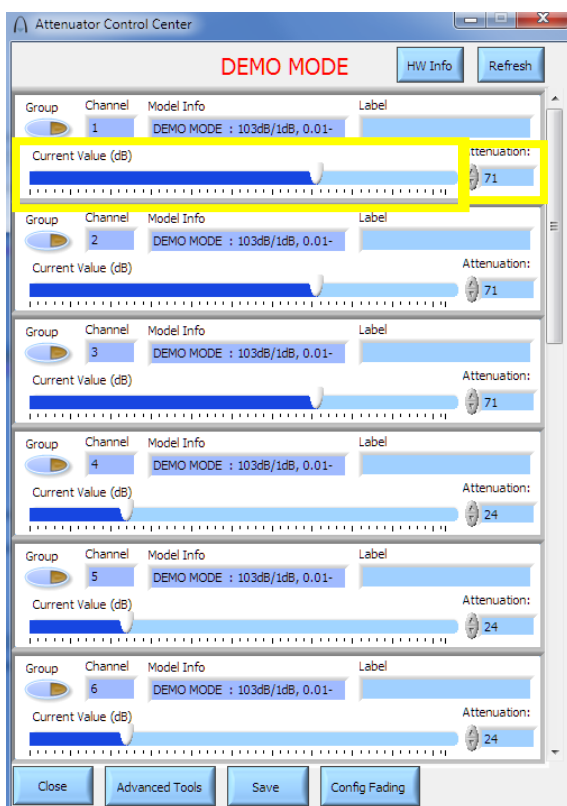 Attenuator Control Center
DEMO MODE HW Info Refresh
Group Channel Model Info Label
1 DEMO MODE : 103dB/1dB, 0.01-
Current Value (dB) ttenuation:
71
Group Channel Model Info Label
2 DEMO MODE : 103dB/1dB, 0.01-
Current Value (dB) Attenuation:
71
Group Channel Model Info Label
3 DEMO MODE : 103dB/1dB, 0.01-
Current Value (dB) Attenuation:
71
Group Channel Model Info Label
4 DEMO MODE : 103dB/1dB, 0.01-
Current Value (dB) Attenuation:
24
Group Channel Model Info Label
5 DEMO MODE : 103dB/1dB, 0.01-
Current Value (dB) Attenuation:
24
Group Channel Model Info Label
6 DEMO MODE : 103dB/1dB, 0.01-
Current Value (dB) Attenuation:
24
Close Advanced Tools Save Config Fading